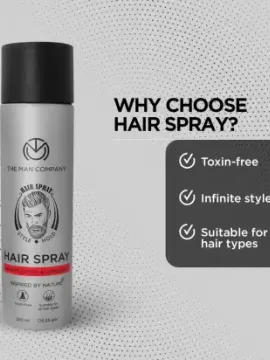 WHY CHOOSE
HAIR SPRAY?
Toxin-free
Infinite style
Suitable for
hair types
THE MAN COMPANY
HAIR SPRAY
STYLE HOLD
HAIR SPRAY
INSPIRED BY NATURE